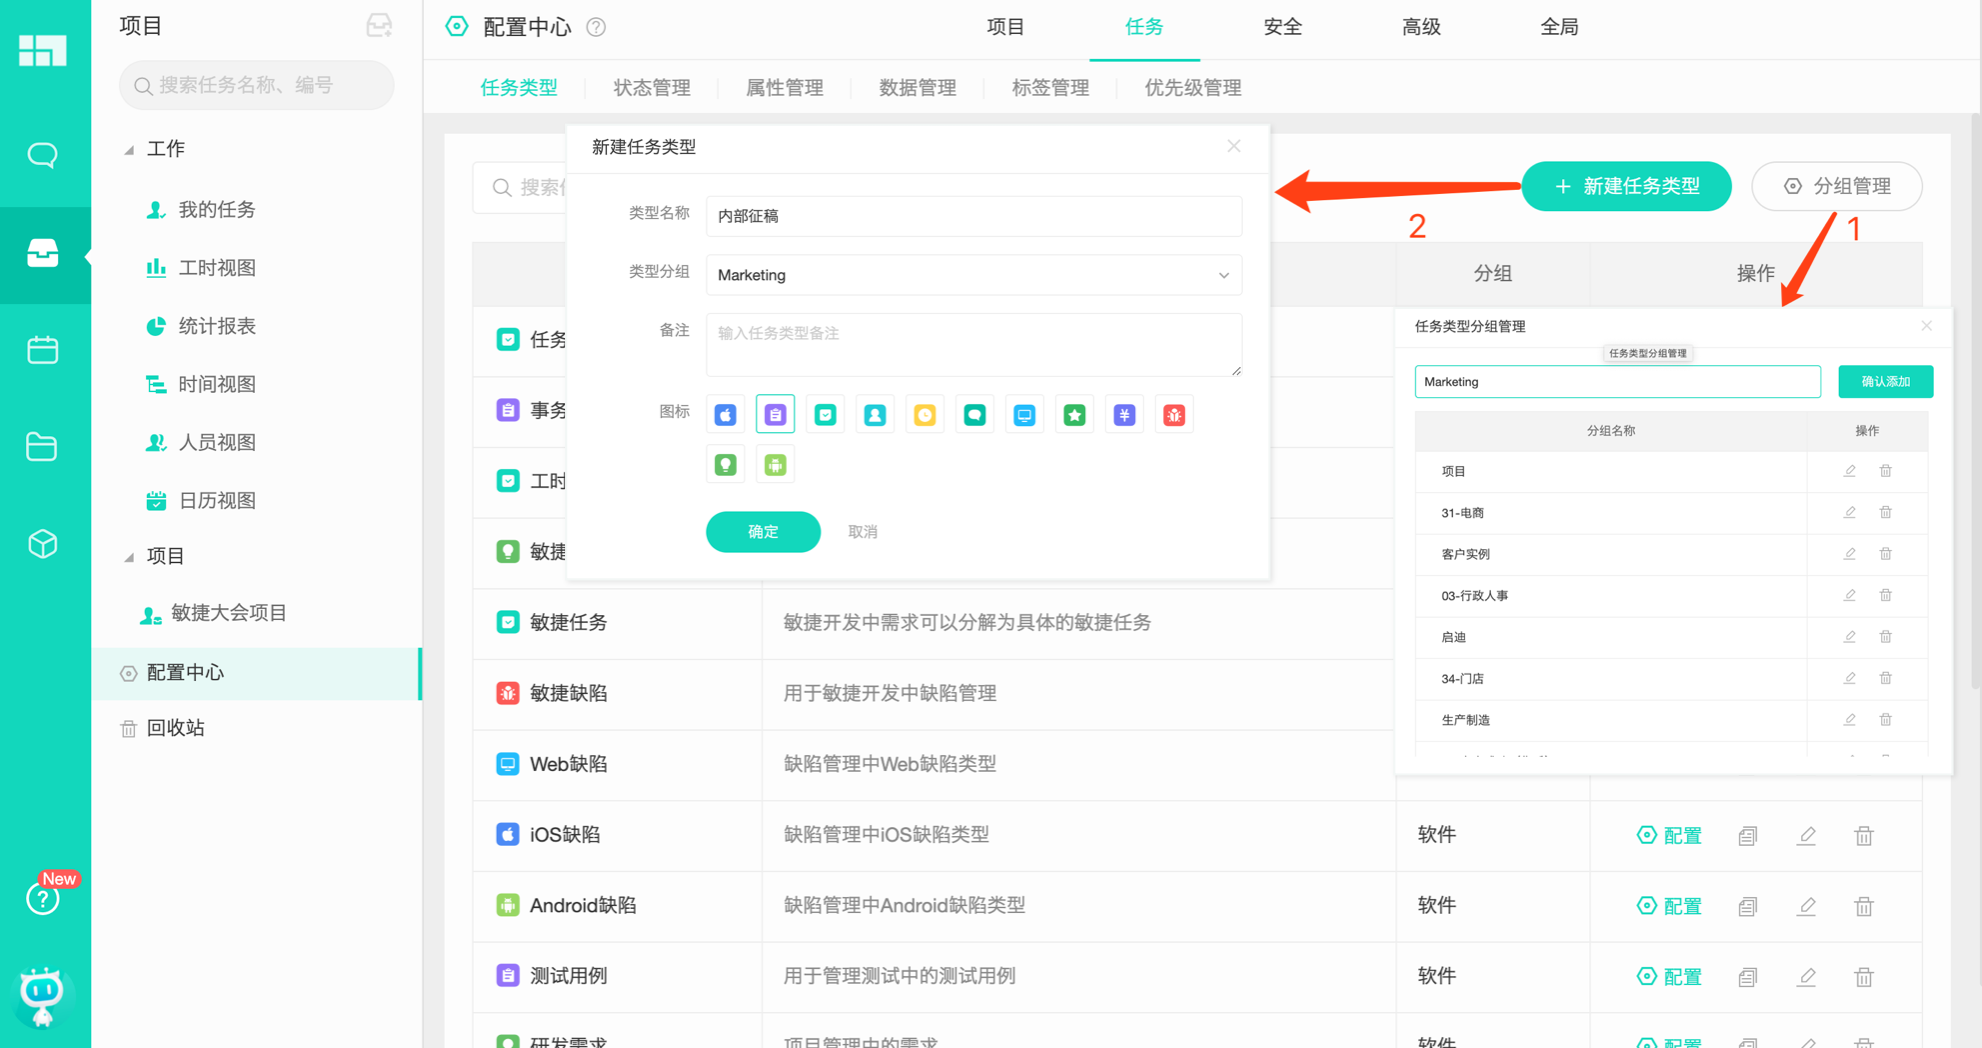 项目
搜索任务名称、编号
工作
我的任务
工时视图
统计报表
时间视图
人员视图
日历视图
项目
敏捷大会项目
配置中心
回收站
New
配置中心
项目
任务
安全
高级
全局
任务类型
状态管理
属性管理
数据管理
标签管理
优先级管理
搜索
+ 新建任务类型
分组管理
2
1
分组
操作
新建任务类型
类型名称
内部征稿
类型分组
Marketing
备注
输入任务类型备注
图标
确定
取消
任务类型分组管理
任务类型分组管理
Marketing
确认添加
分组名称
操作
项目
31-电商
客户实例
03-行政人事
启迪
34-门店
生产制造
任务
事务
工时
敏捷
敏捷任务
敏捷开发中需求可以分解为具体的敏捷任务
敏捷缺陷
用于敏捷开发中缺陷管理
Web缺陷
缺陷管理中Web缺陷类型
iOS缺陷
缺陷管理中iOS缺陷类型
软件
配置
Android缺陷
缺陷管理中Android缺陷类型
软件
配置
测试用例
用于管理测试中的测试用例
软件
配置
研发需求
项目管理中的需求
软件
配置